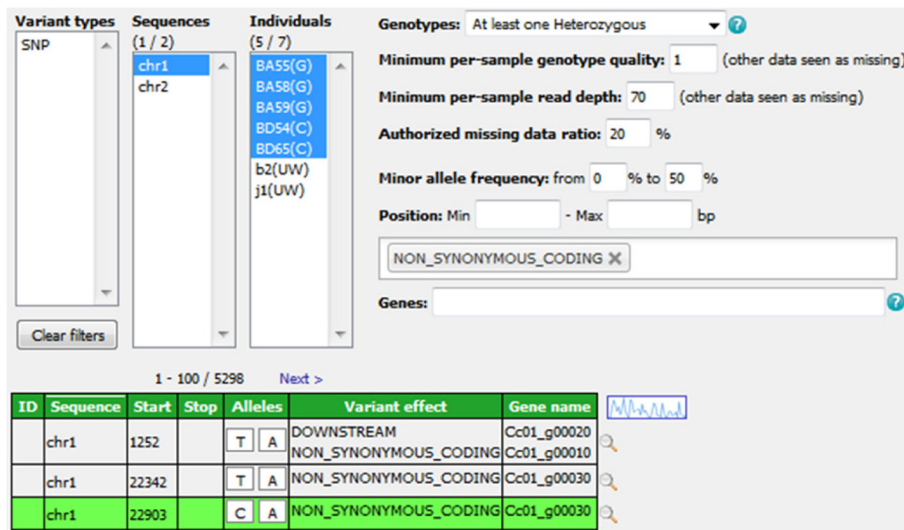 Variant types
SNP
Clear filters
Sequences
(1 / 2)
chr1
chr2
Individuals
(5 / 7)
BA55(G)
BA58(G)
BA59(G)
BD54(C)
BD65(C)
b2(UW)
j1(UW)
Genotypes: At least one Heterozygous ?
Minimum per-sample genotype quality: 1 (other data seen as missing)
Minimum per-sample read depth: 70 (other data seen as missing)
Authorized missing data ratio: 20 %
Minor allele frequency: from 0 % to 50 %
Position: Min - Max bp
NON_SYNONYMOUS_CODING X
Genes: ?
1 - 100 / 5298 Next >
ID Sequence Start Stop Alleles Variant effect Gene name
chr1 1252 T A DOWNSTREAM Cc01_g00020
NON_SYNONYMOUS_CODING Cc01_g00010
chr1 22342 T A NON_SYNONYMOUS_CODING Cc01_g00030
chr1 22903 C A NON_SYNONYMOUS_CODING Cc01_g00030